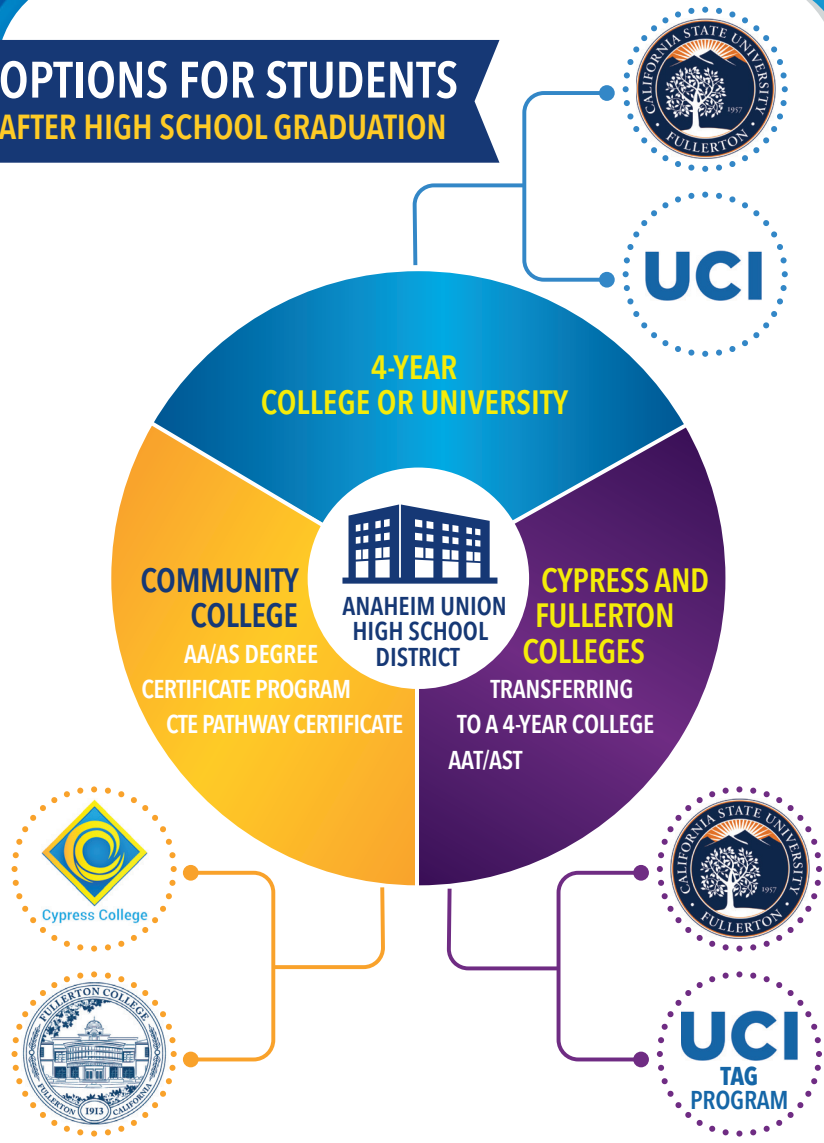 OPTIONS FOR STUDENTS
AFTER HIGH SCHOOL GRADUATION
CALIFORNIA STATE UNIVERSITY
1957
FULLERTON
UCI
4-YEAR
COLLEGE OR UNIVERSITY
COMMUNITY
COLLEGE
AA/AS DEGREE
CERTIFICATE PROGRAM
CTE PATHWAY CERTIFICATE
ANAHEIM UNION
HIGH SCHOOL
DISTRICT
CYPRESS AND
FULLERTON
COLLEGES
TRANSFERRING
TO A 4-YEAR COLLEGE
AAT/AST
Cypress College
FULLERTON COLLEGE
FULLERTON 1913 CALIFORNIA
CALIFORNIA STATE UNIVERSITY
1957
FULLERTON
UCI
TAG
PROGRAM